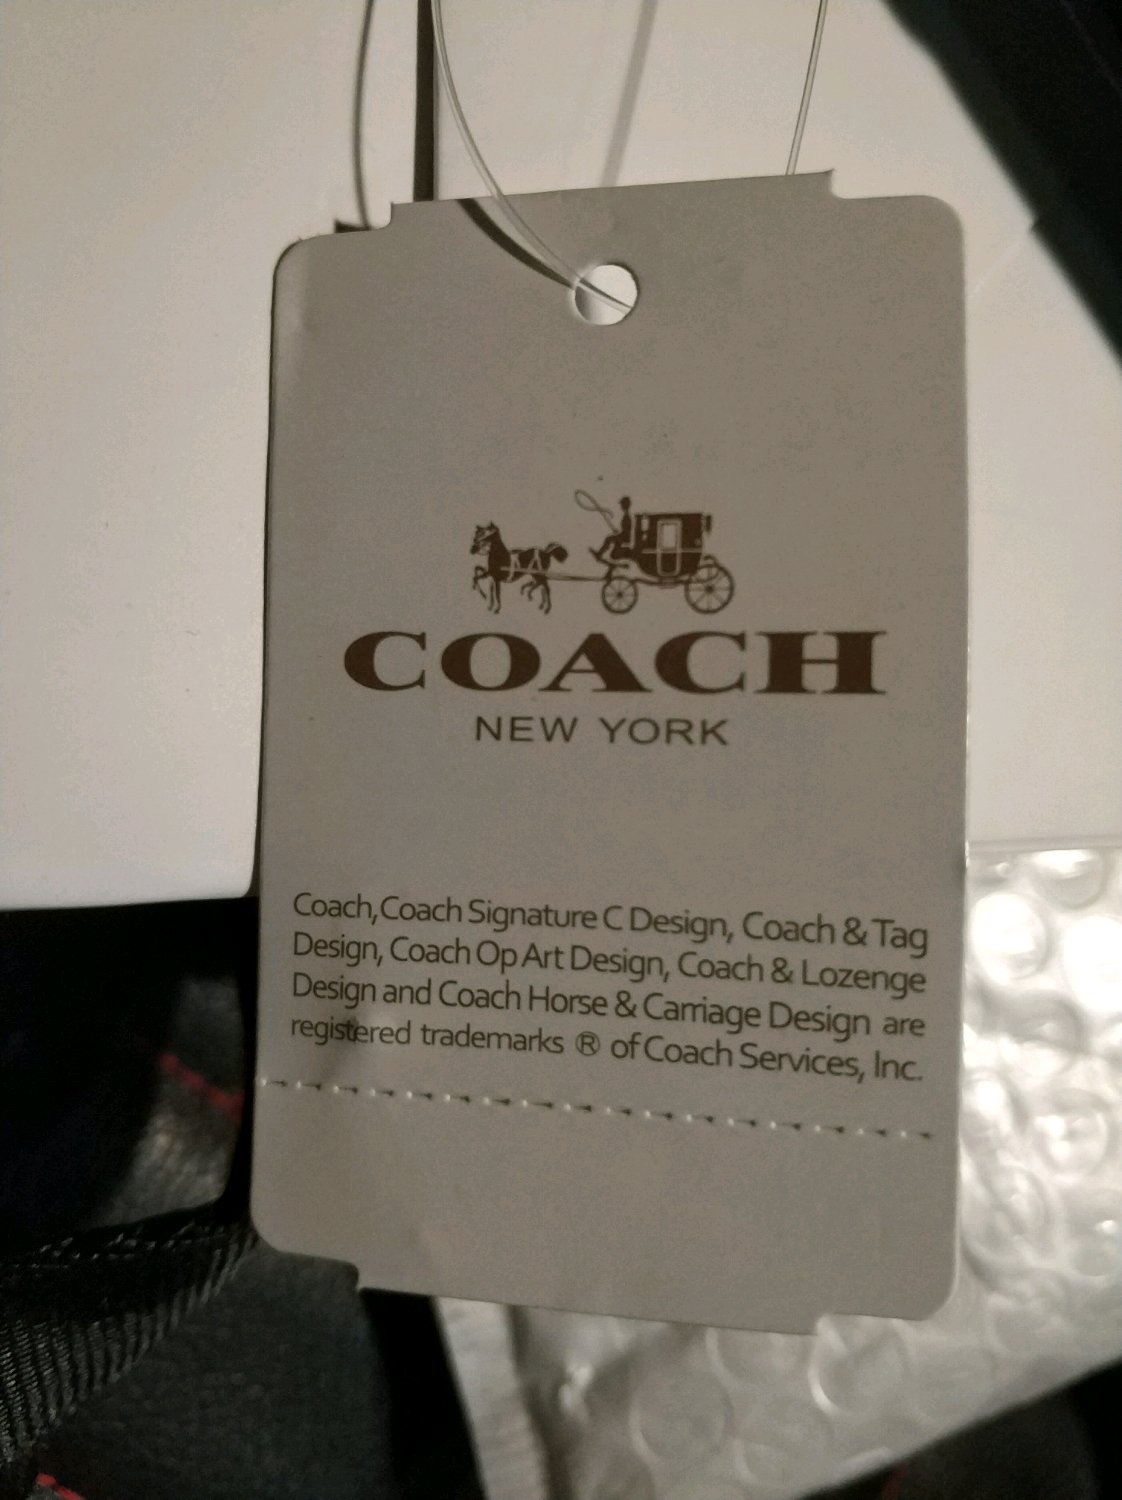 COACH
NEW YORK
Coach,Coach Signature C Design, Coach & Tag
Design, Coach Op Art Design, Coach & Lozenge
Design and Coach Horse & Carriage Design are
registered trademarks ® of Coach Services, Inc.